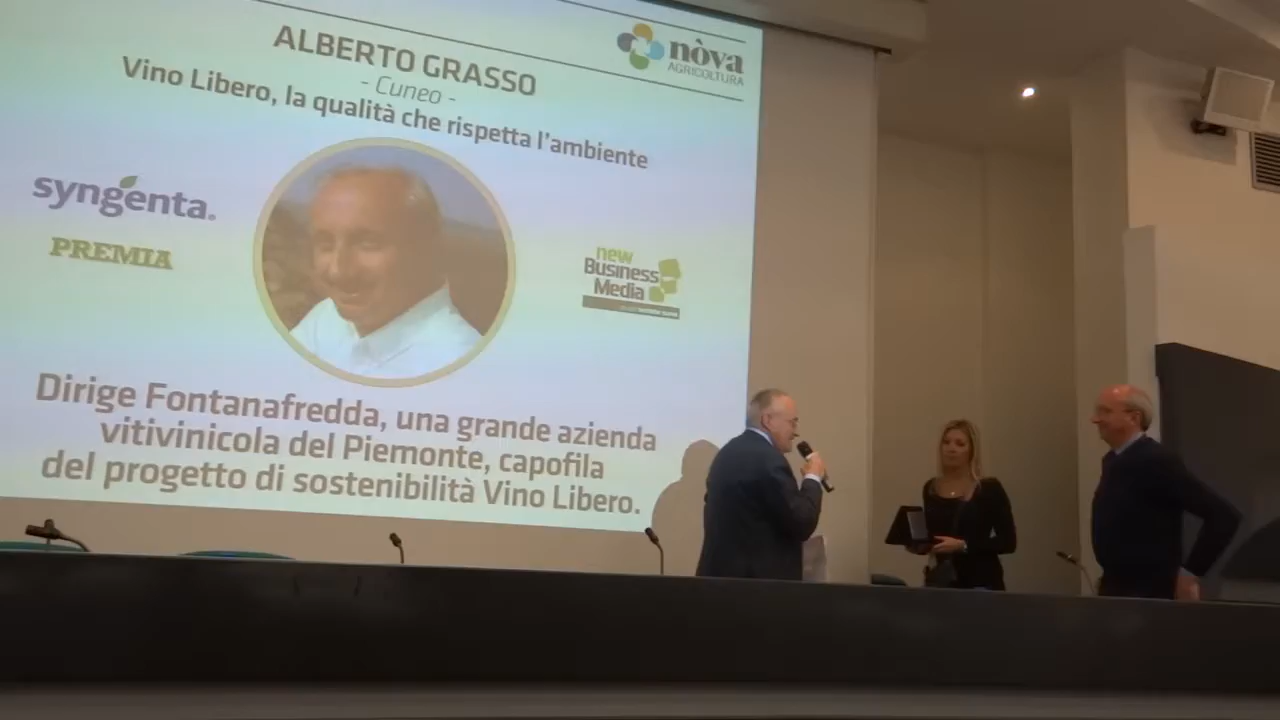 ALBERTO GRASSO
- Cuneo -
Vino Libero, la qualità che rispetta l'ambiente
nòva
AGRICOLTURA
syngenta.
PREMIA
new
Business
Media
Dirige Fontanafredda, una grande azienda
vitivinicola del Piemonte, capofila
del progetto di sostenibilità Vino Libero.